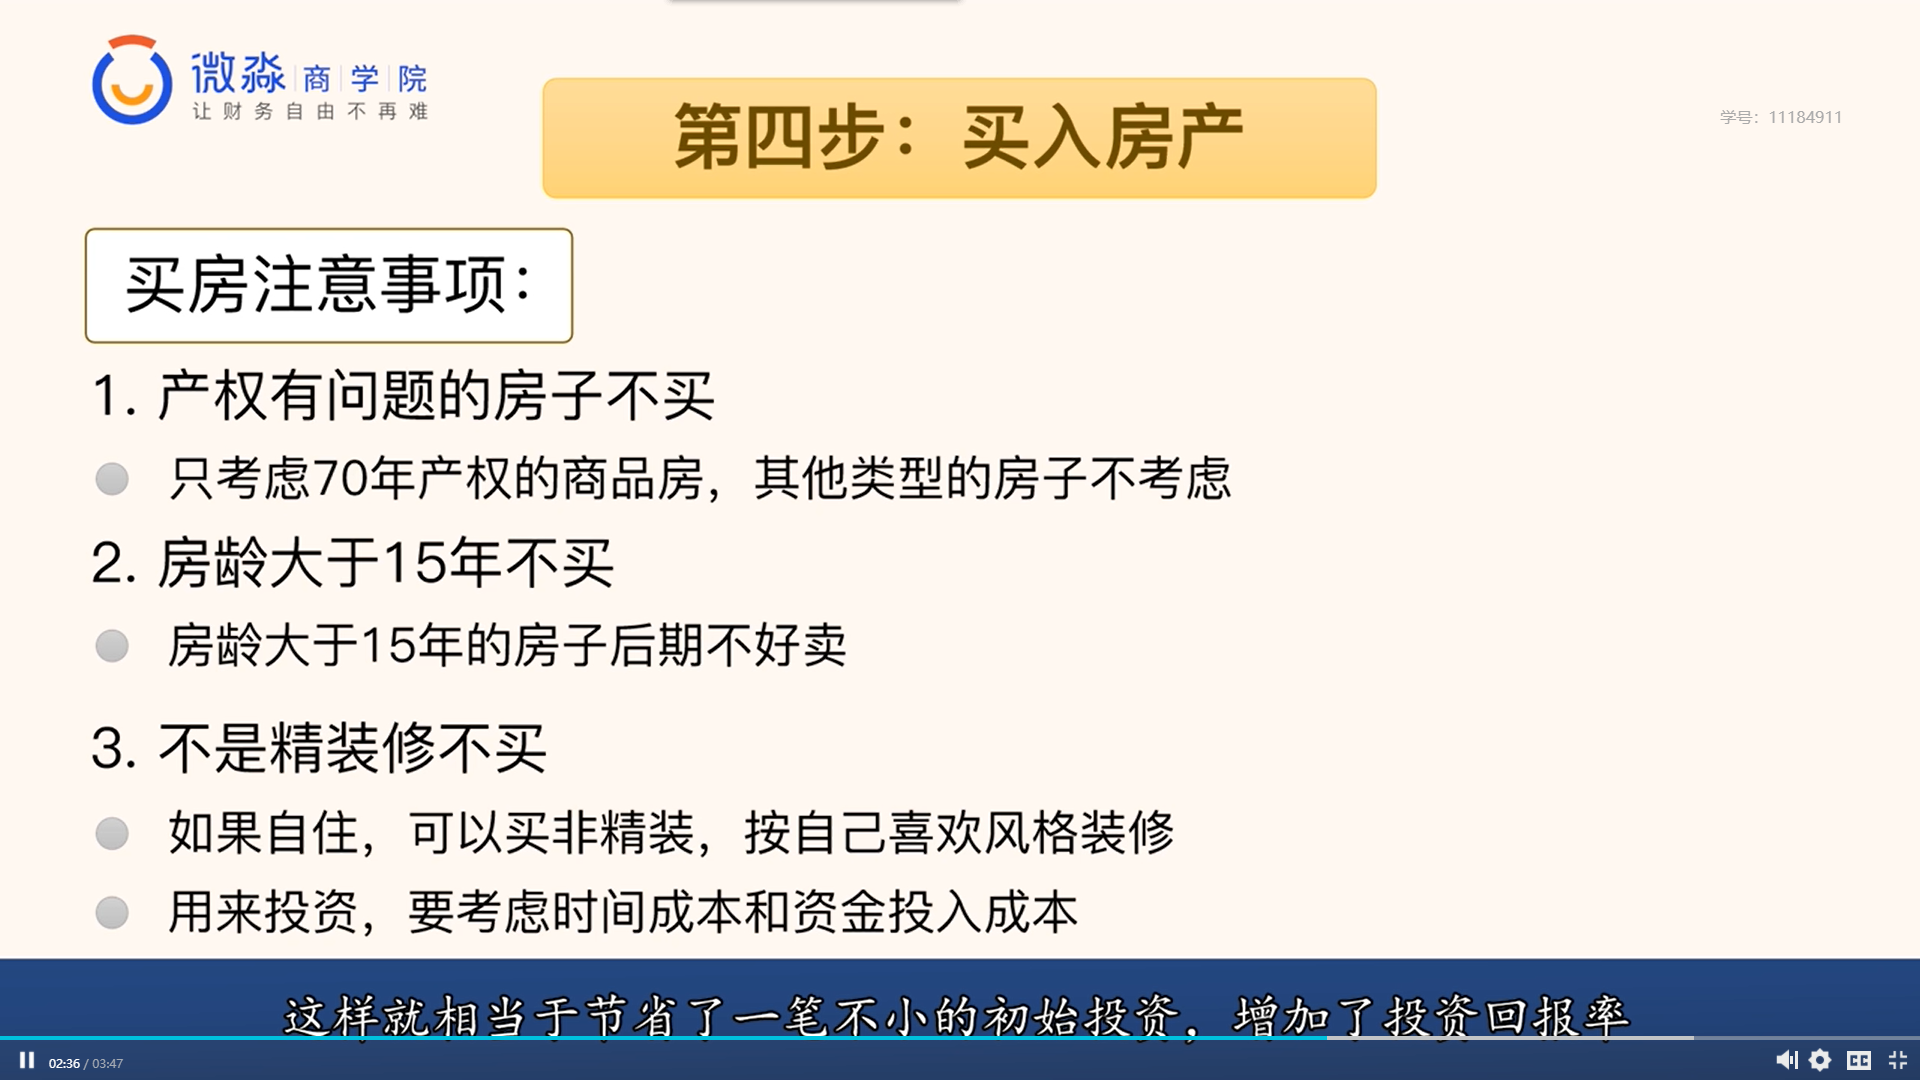 微淼商学院
让财务自由不再难
第四步：买入房产
学号：11184911
买房注意事项：
1. 产权有问题的房子不买
只考虑70年产权的商品房，其他类型的房子不考虑
2. 房龄大于15年不买
房龄大于15年的房子后期不好卖
3. 不是精装修不买
如果自住，可以买非精装，按自己喜欢风格装修
用来投资，要考虑时间成本和资金投入成本
这样就相当于节省了一笔不小的初始投资，增加了投资回报率
02:36 / 03:47
CC